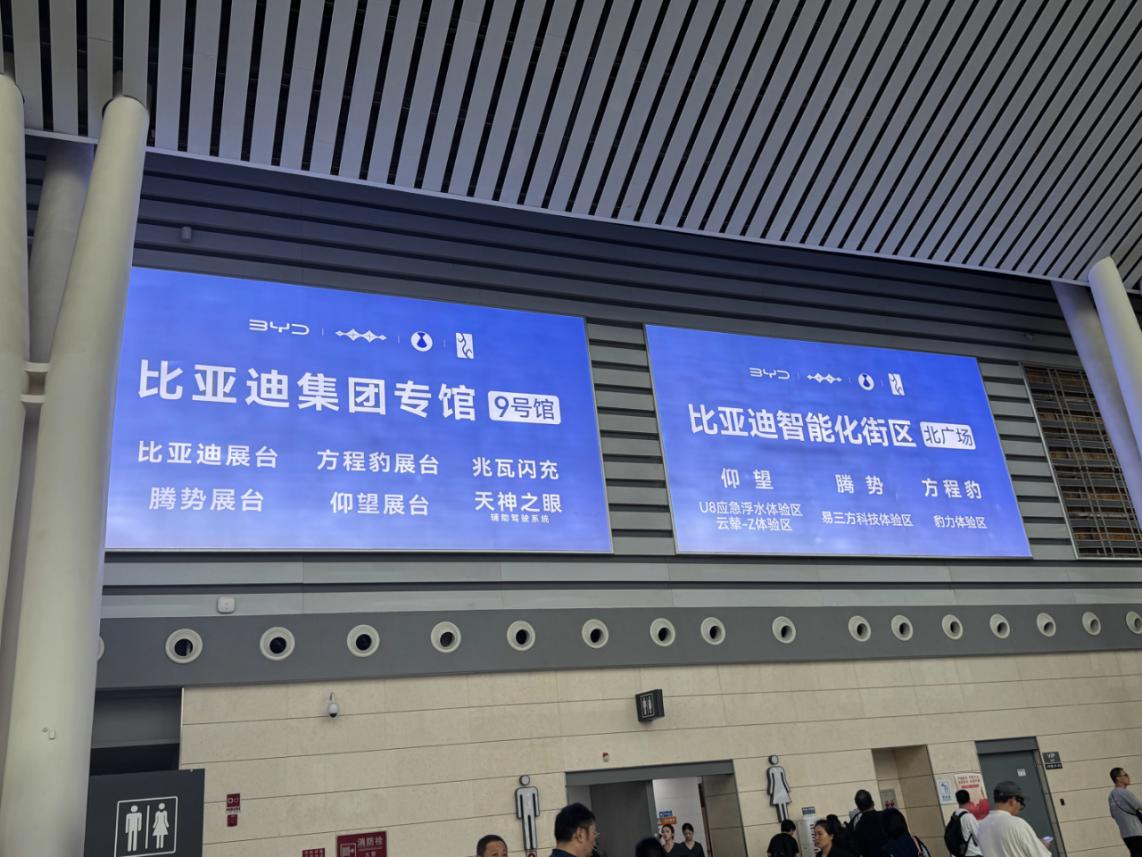 BYD
比亚迪集团专馆 9号馆
比亚迪展台 方程豹展台 兆瓦闪充
腾势展台 仰望展台 天神之眼
辅助驾驶系统
BYD
比亚迪智能化街区 北广场
仰望 腾势 方程豹
U8应急浮水体验区 易三方科技体验区 豹力体验区
云辇-Z体验区
消防栓